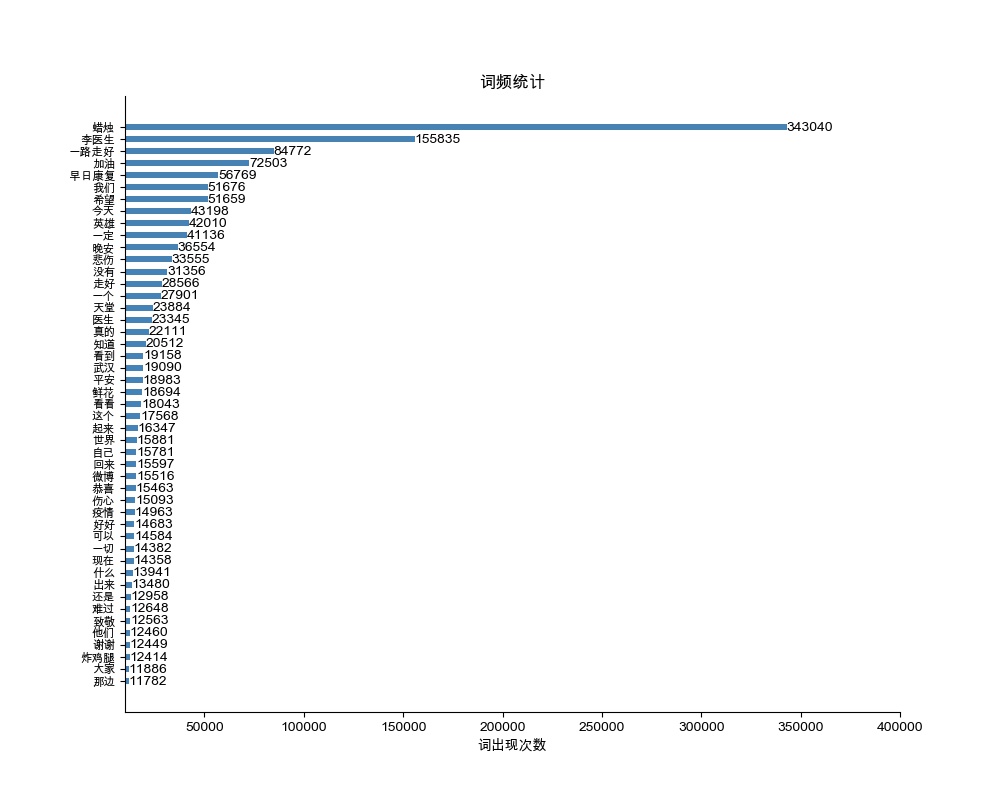 词频统计
蜡烛 343040
李医生 155835
一路走好 84772
加油 72503
早日康复 56769
我们 51676
希望 51659
今天 43198
英雄 42010
一定 41136
晚安 36554
悲伤 33555
没有 31356
走好 28566
一个 27901
天堂 23884
医生 23345
真的 22111
知道 20512
看到 19158
武汉 19090
平安 18983
鲜花 18694
看看 18043
这个 17568
起来 16347
世界 15881
自己 15781
回来 15597
微博 15516
恭喜 15463
伤心 15093
疫情 14963
好好 14683
可以 14584
一切 14382
现在 14358
什么 13941
出来 13480
还是 12958
难过 12648
致敬 12563
他们 12460
谢谢 12449
炸鸡腿 12414
大家 11886
那边 11782
50000 100000 150000 200000 250000 300000 350000 400000
词出现次数